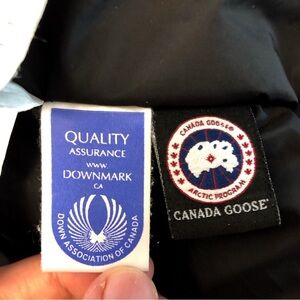 QUALITY
ASSURANCE
www.
DOWNMARK
CA
DOWN ASSOCIATION OF CANADA
CANADA GOOSE®
ARCTIC PROGRAM
CANADA GOOSE®